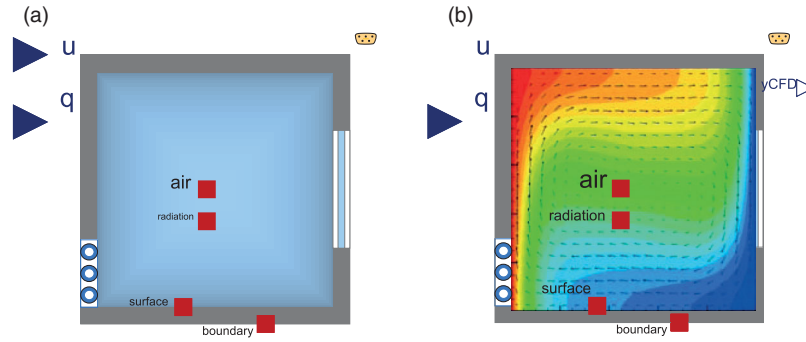 (a)
u
q
air
radiation
surface
boundary
(b)
u
q
yCFD
air
radiation
surface
boundary